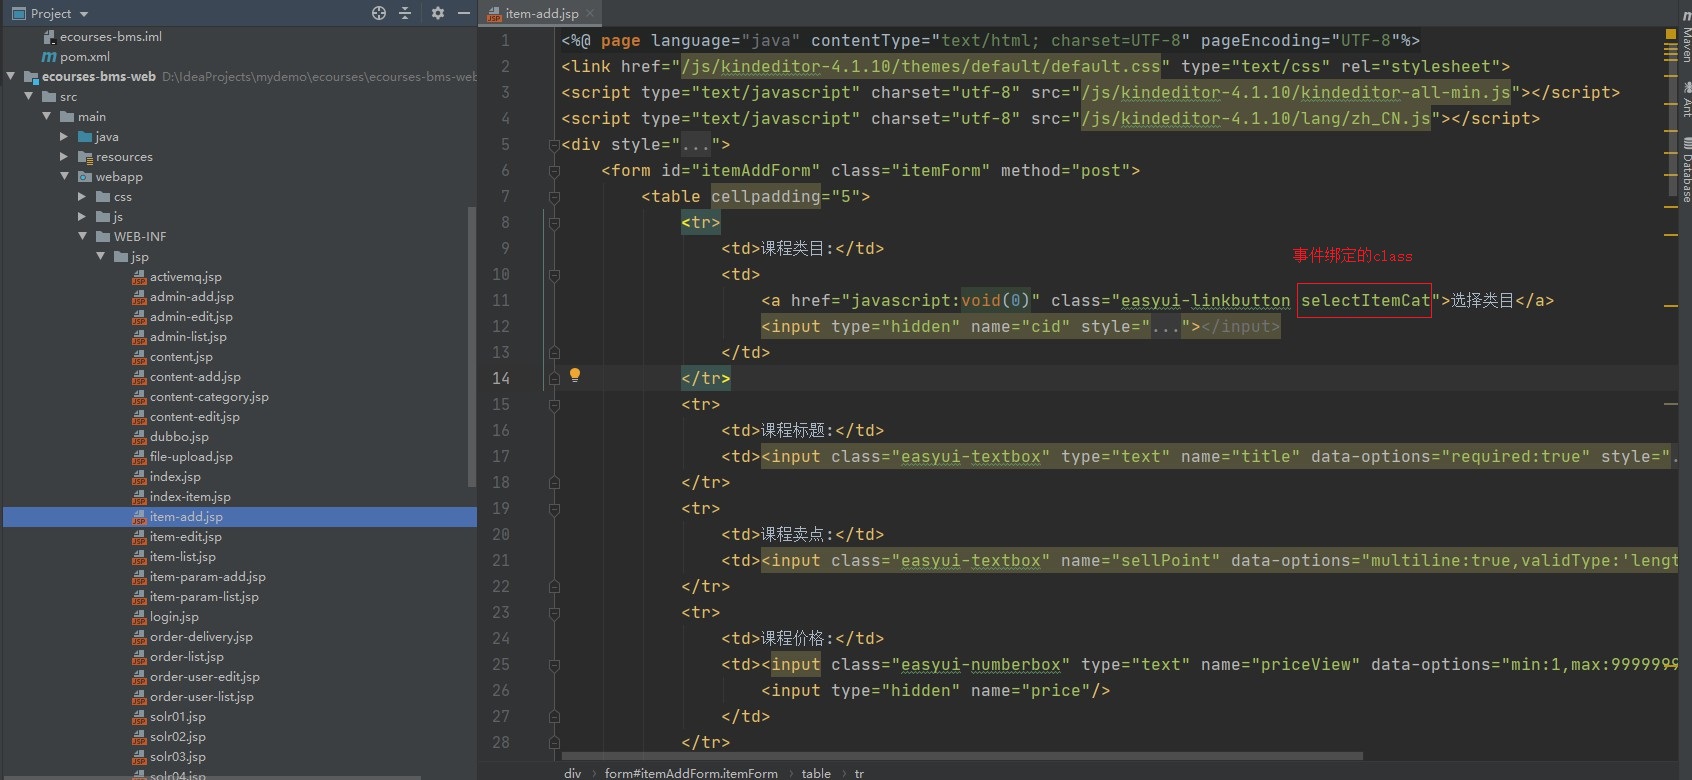 Project
ecourses-bms.iml
pom.xml
ecourses-bms-web D:\IdeaProjects\mydemo\ecourses\ecourses-bms-web
src
main
java
resources
webapp
css
js
WEB-INF
jsp
activemq.jsp
admin-add.jsp
admin-edit.jsp
admin-list.jsp
content.jsp
content-add.jsp
content-category.jsp
content-edit.jsp
dubbo.jsp
file-upload.jsp
index.jsp
index-item.jsp
item-add.jsp
item-edit.jsp
item-list.jsp
item-param-add.jsp
item-param-list.jsp
login.jsp
order-delivery.jsp
order-list.jsp
order-user-edit.jsp
order-user-list.jsp
solr01.jsp
solr02.jsp
solr03.jsp
solr04.jsp
item-add.jsp
1 <%@ page language="java" contentType="text/html; charset=UTF-8" pageEncoding="UTF-8"%>
2 <link href="/js/kindeditor-4.1.10/themes/default/default.css" type="text/css" rel="stylesheet">
3 <script type="text/javascript" charset="utf-8" src="/js/kindeditor-4.1.10/kindeditor-all-min.js"></script>
4 <script type="text/javascript" charset="utf-8" src="/js/kindeditor-4.1.10/lang/zh_CN.js"></script>
5 <div style="...">
6 <form id="itemAddForm" class="itemForm" method="post">
7 <table cellpadding="5">
8 <tr>
9 <td>课程类目:</td>
事件绑定的class
10 <td>
11 <a href="javascript:void(0)" class="easyui-linkbutton selectItemCat">选择类目</a>
12 <input type="hidden" name="cid" style="..."></input>
13 </td>
14 </tr>
15 <tr>
16 <td>课程标题:</td>
17 <td><input class="easyui-textbox" type="text" name="title" data-options="required:true" style=".
18 </tr>
19 <tr>
20 <td>课程卖点:</td>
21 <td><input class="easyui-textbox" name="sellPoint" data-options="multiline:true,validType:'lengt
22 </tr>
23 <tr>
24 <td>课程价格:</td>
25 <td><input class="easyui-numberbox" type="text" name="priceView" data-options="min:1,max:9999999
26 <input type="hidden" name="price"/>
27 </td>
28 </tr>
div › form#itemAddForm.itemForm › table › tr
Maven
Ant
Database